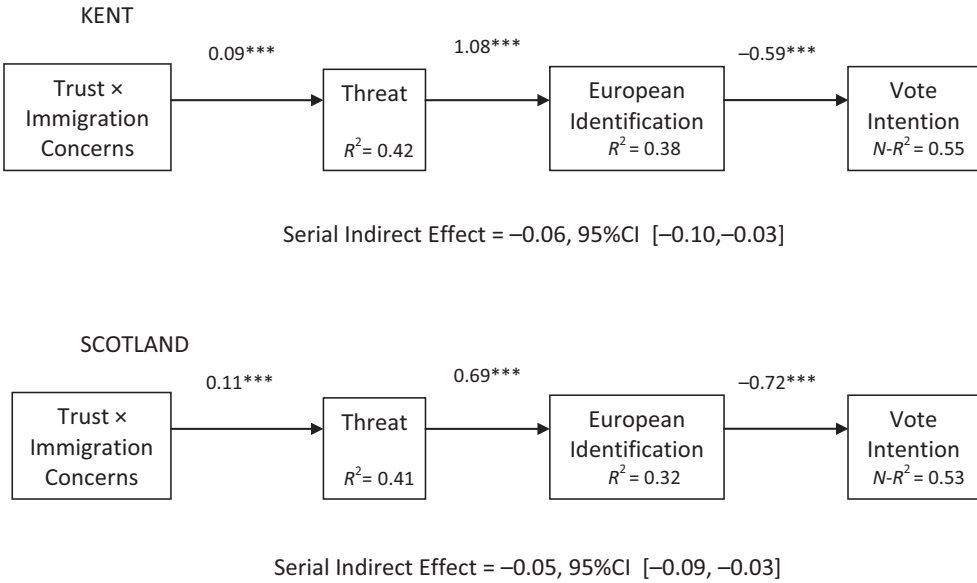 KENT
0.09***
1.08***
–0.59***
Trust ×
Immigration
Concerns
Threat
R² = 0.42
European
Identification
R² = 0.38
Vote
Intention
N-R² = 0.55
Serial Indirect Effect = –0.06, 95%CI [–0.10,–0.03]
SCOTLAND
0.11***
0.69***
–0.72***
Trust ×
Immigration
Concerns
Threat
R² = 0.41
European
Identification
R² = 0.32
Vote
Intention
N-R² = 0.53
Serial Indirect Effect = –0.05, 95%CI [–0.09, –0.03]